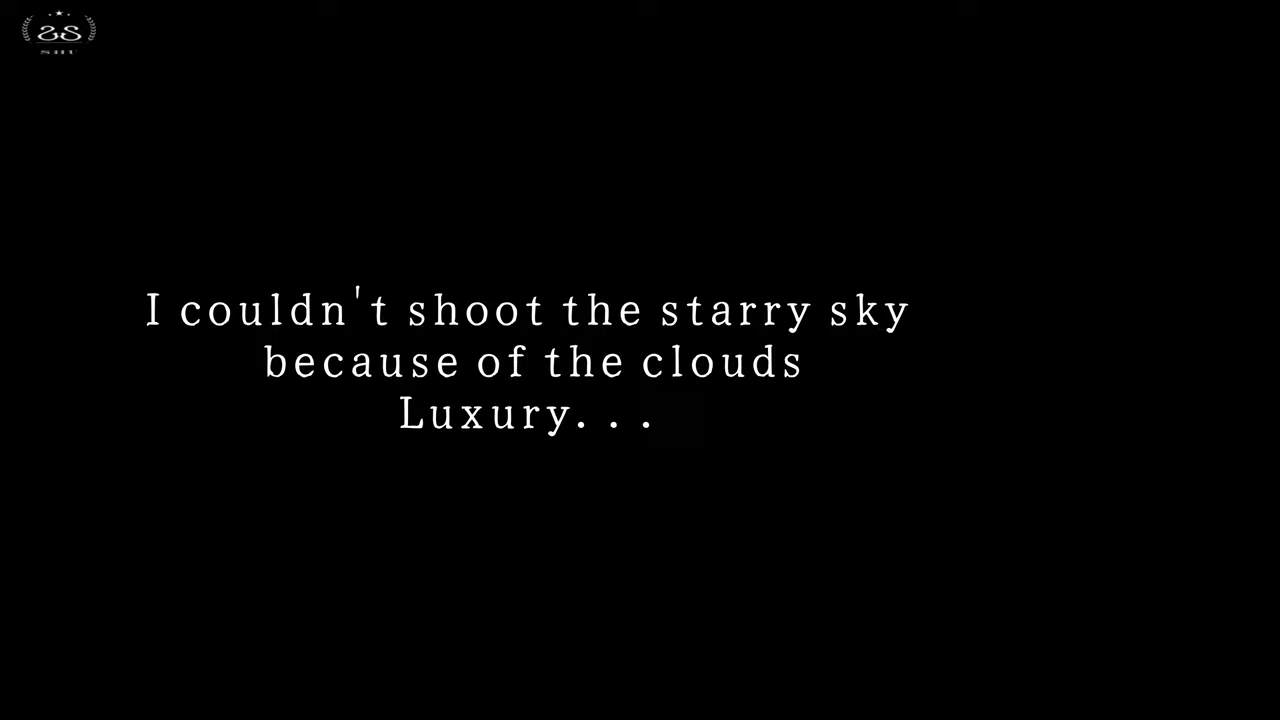 I couldn't shoot the starry sky
because of the clouds
Luxury...